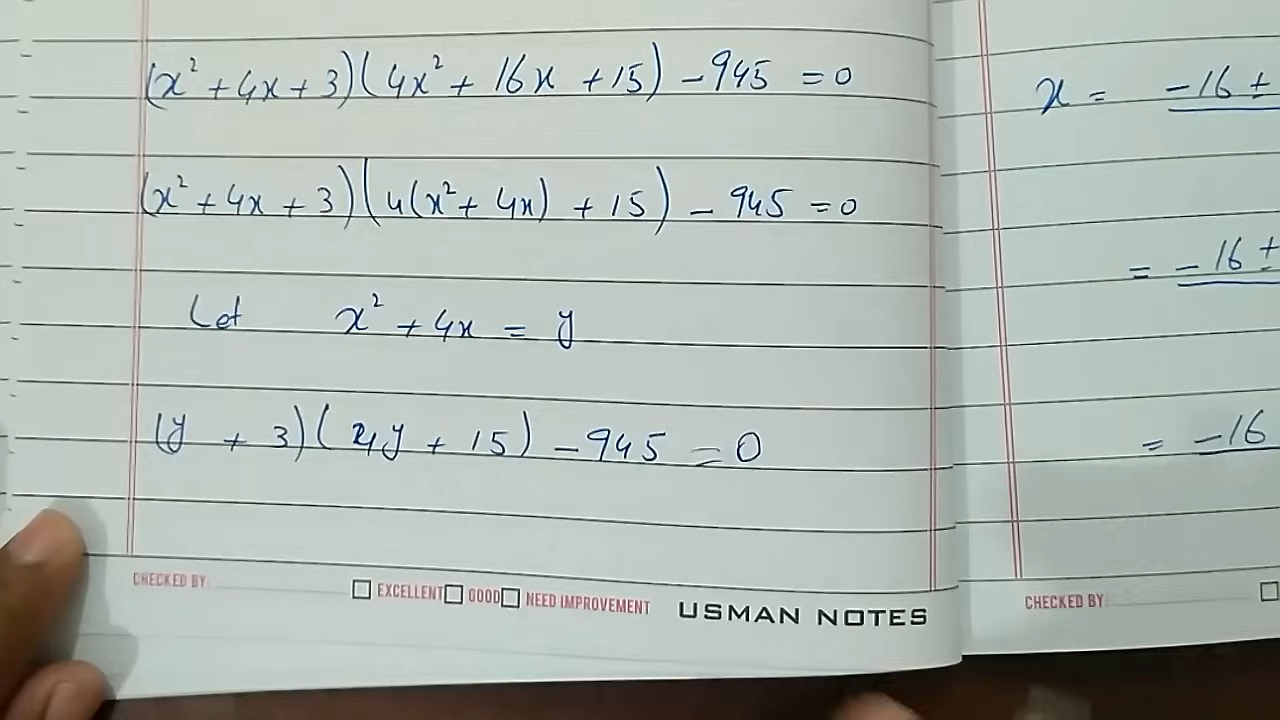 (x² + 4x + 3)(4x² + 16x + 15) - 945 = 0
(x² + 4x + 3)(4(x² + 4x) + 15) - 945 = 0
Let x² + 4x = y
(y + 3)(4y + 15) - 945 = 0
CHECKED BY
☐ EXCELLENT ☐ GOOD ☐ NEED IMPROVEMENT
USMAN NOTES
x = -16 ±
= -16 ±
= -16
CHECKED BY
☐